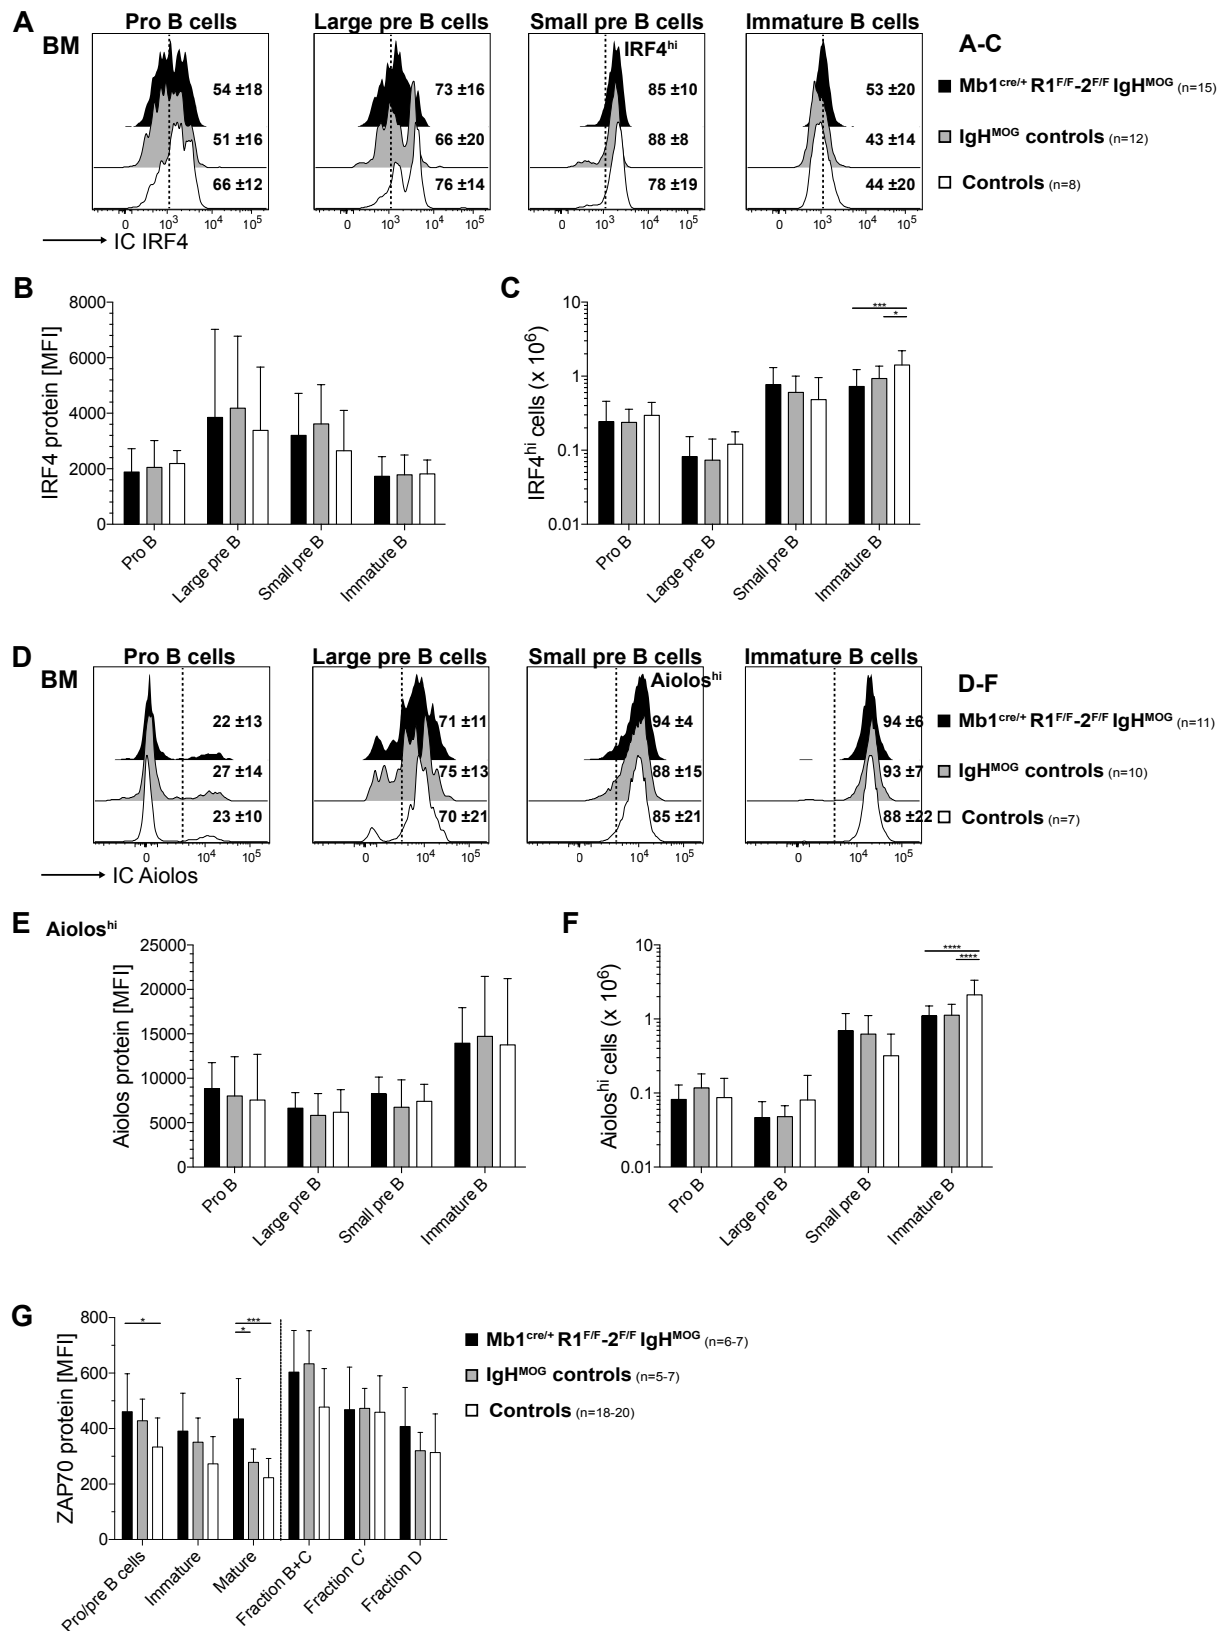 A
Pro B cells
Large pre B cells
Small pre B cells
Immature B cells
BM
IRF4hi
A-C
54 ±18
73 ±16
85 ±10
53 ±20
Mb1cre/+ R1F/F-2F/F IgHMOG (n=15)
51 ±16
66 ±20
88 ±8
43 ±14
IgHMOG controls (n=12)
66 ±12
76 ±14
78 ±19
44 ±20
Controls (n=8)
0 10³ 10⁴ 10⁵
0 10³ 10⁴ 10⁵
0 10³ 10⁴ 10⁵
0 10³ 10⁴ 10⁵
IC IRF4
B
IRF4 protein [MFI]
8000
6000
4000
2000
0
Pro B
Large pre B
Small pre B
Immature B
C
IRF4hi cells (x 10⁶)
10
1
0.1
0.01
***
*
Pro B
Large pre B
Small pre B
Immature B
D
Pro B cells
Large pre B cells
Small pre B cells
Immature B cells
BM
Aioloshi
D-F
22 ±13
71 ±11
94 ±4
94 ±6
Mb1cre/+ R1F/F-2F/F IgHMOG (n=11)
27 ±14
75 ±13
88 ±15
93 ±7
IgHMOG controls (n=10)
23 ±10
70 ±21
85 ±21
88 ±22
Controls (n=7)
0 10⁴ 10⁵
0 10⁴ 10⁵
0 10⁴ 10⁵
0 10⁴ 10⁵
IC Aiolos
E
Aioloshi
Aiolos protein [MFI]
25000
20000
15000
10000
5000
0
Pro B
Large pre B
Small pre B
Immature B
F
Aioloshi cells (x 10⁶)
10
1
0.1
0.01
****
****
Pro B
Large pre B
Small pre B
Immature B
G
ZAP70 protein [MFI]
800
600
400
200
0
*
***
*
Pro/pre B cells
Immature
Mature
Fraction B+C
Fraction C'
Fraction D
Mb1cre/+ R1F/F-2F/F IgHMOG (n=6-7)
IgHMOG controls (n=5-7)
Controls (n=18-20)